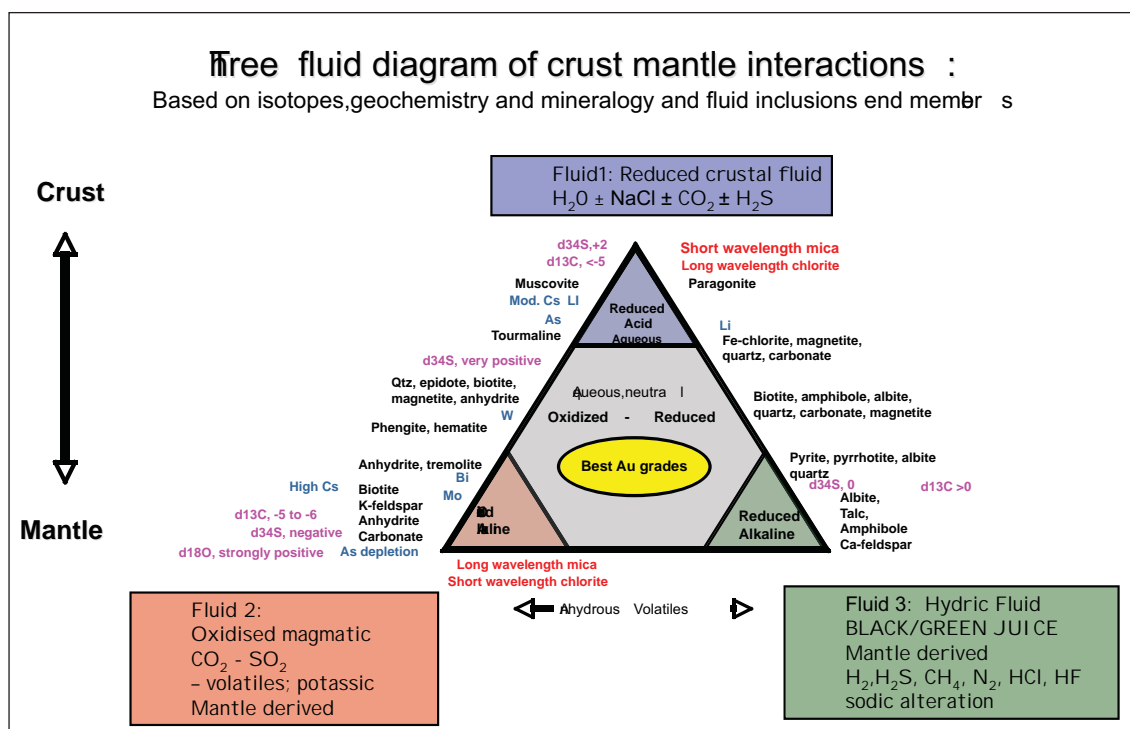 Three fluid diagram of crust mantle interactions :
Based on isotopes,geochemistry and mineralogy and fluid inclusions end members
Crust
Mantle
Fluid1: Reduced crustal fluid
H₂0 ± NaCl ± CO₂ ± H₂S
d34S,+2
d13C, <-5
Muscovite
Mod. Cs LI
As
Tourmaline
d34S, very positive
Qtz, epidote, biotite,
magnetite, anhydrite
W
Phengite, hematite
Anhydrite, tremolite
Bi
Mo
High Cs
Biotite
K-feldspar
Anhydrite
Carbonate
d13C, -5 to -6
d34S, negative
d18O, strongly positive
As depletion
Short wavelength mica
Long wavelength chlorite
Paragonite
Li
Fe-chlorite, magnetite,
quartz, carbonate
Biotite, amphibole, albite,
quartz, carbonate, magnetite
Pyrite, pyrrhotite, albite
quartz
d34S, 0
d13C >0
Albite,
Talc,
Amphibole
Ca-feldspar
Reduced
Acid
Aqueous
Aqueous,neutral
Oxidized - Reduced
Best Au grades
Reduced
Alkaline
Long wavelength mica
Short wavelength chlorite
Anhydrous Volatiles
Fluid 2:
Oxidised magmatic
CO₂ - SO₂
– volatiles; potassic
Mantle derived
Fluid 3: Hydric Fluid
BLACK/GREEN JUICE
Mantle derived
H₂,H₂S, CH₄, N₂, HCl, HF
sodic alteration